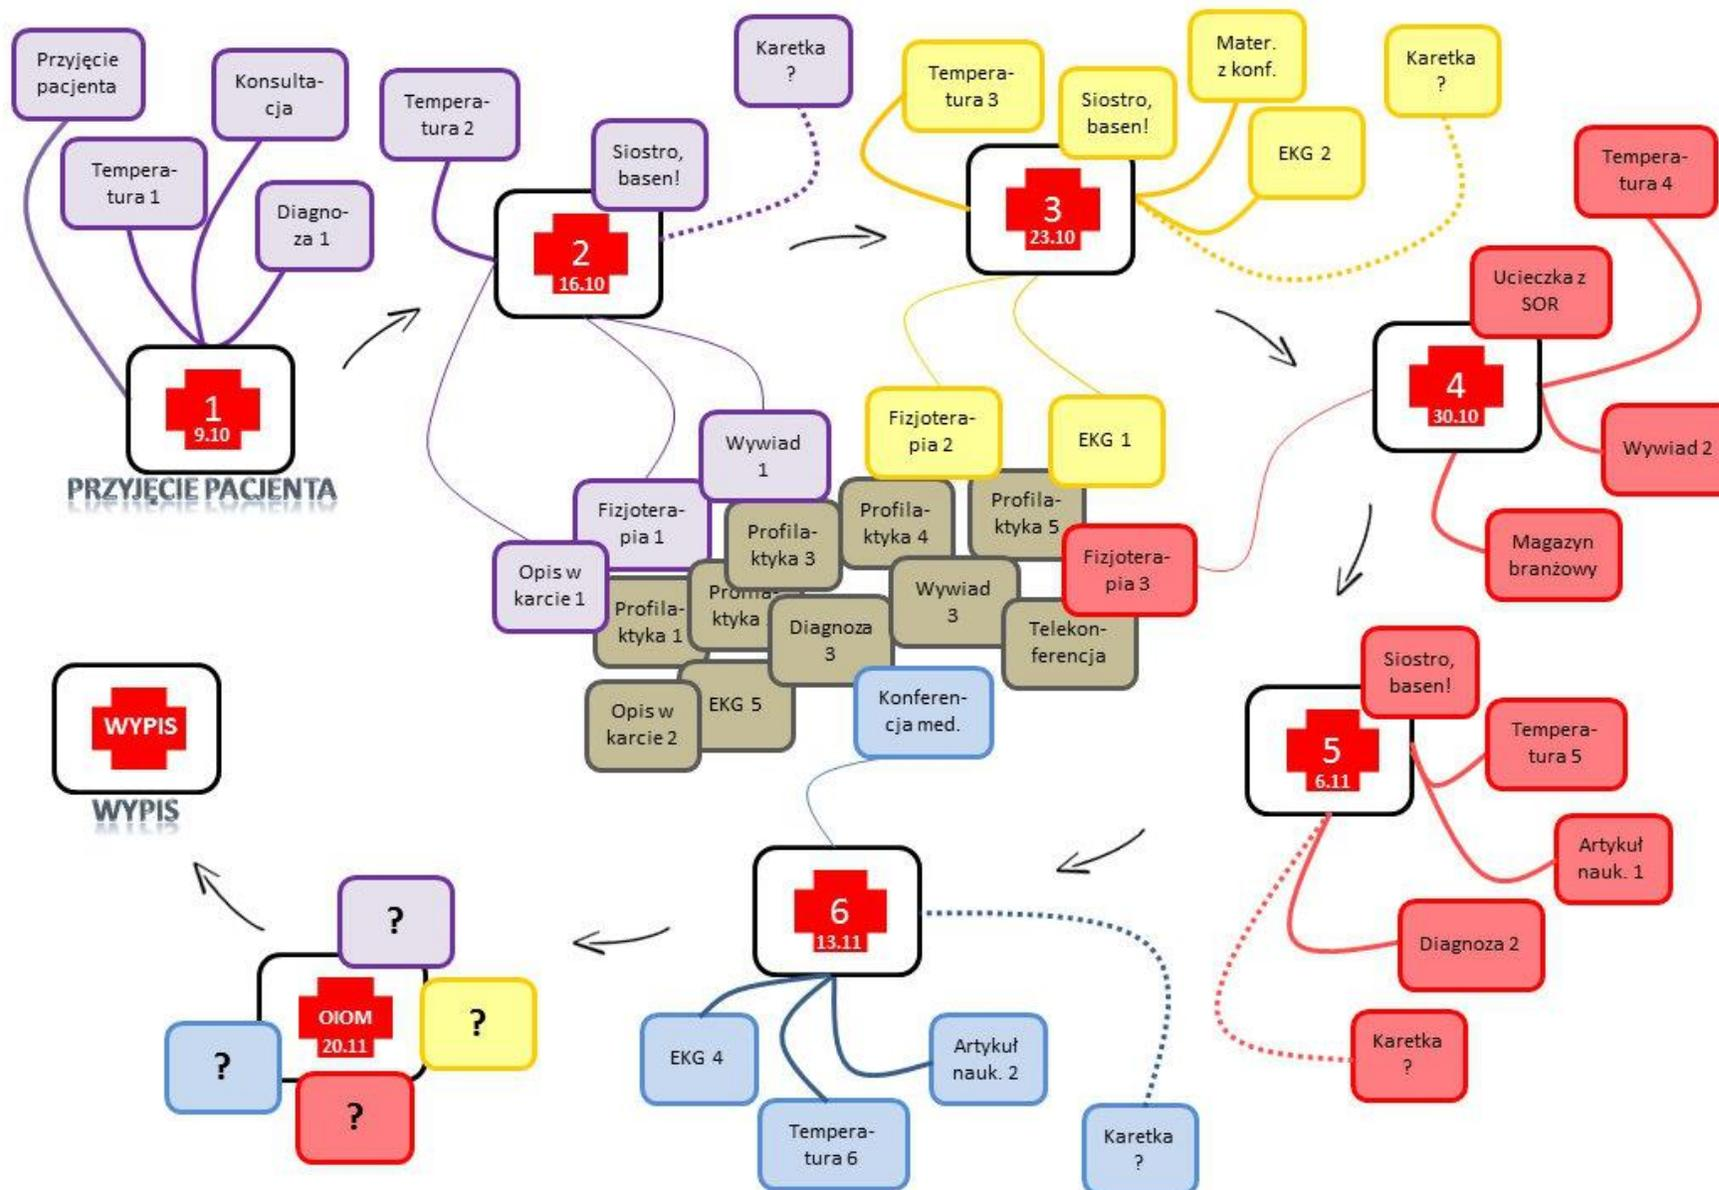 Przyjęcie
pacjenta
Konsulta-
cja
Tempera-
tura 1
Diagno-
za 1
1
9.10
PRZYJĘCIE PACJENTA
Tempera-
tura 2
Siostro,
basen!
Karetka
?
2
16.10
Tempera-
tura 3
Siostro,
basen!
Mater.
z konf.
EKG 2
Karetka
?
3
23.10
Tempera-
tura 4
Ucieczka z
SOR
4
30.10
Wywiad 2
Magazyn
branżowy
Wywiad
1
Fizjotera-
pia 1
Opis w
karcie 1
Fizjotera-
pia 2
EKG 1
Fizjotera-
pia 3
Profila-
ktyka 1
Profila-
ktyka
Profila-
ktyka 3
Profila-
ktyka 4
Profila-
ktyka 5
Diagnoza
3
Wywiad
3
Telekon-
ferencja
Opis w
karcie 2
EKG 5
Konferen-
cja med.
Siostro,
basen!
5
6.11
Tempera-
tura 5
Artykuł
nauk. 1
Diagnoza 2
Karetka
?
6
13.11
EKG 4
Tempera-
tura 6
Artykuł
nauk. 2
Karetka
?
?
?
?
?
OIOM
20.11
WYPIS
WYPIS